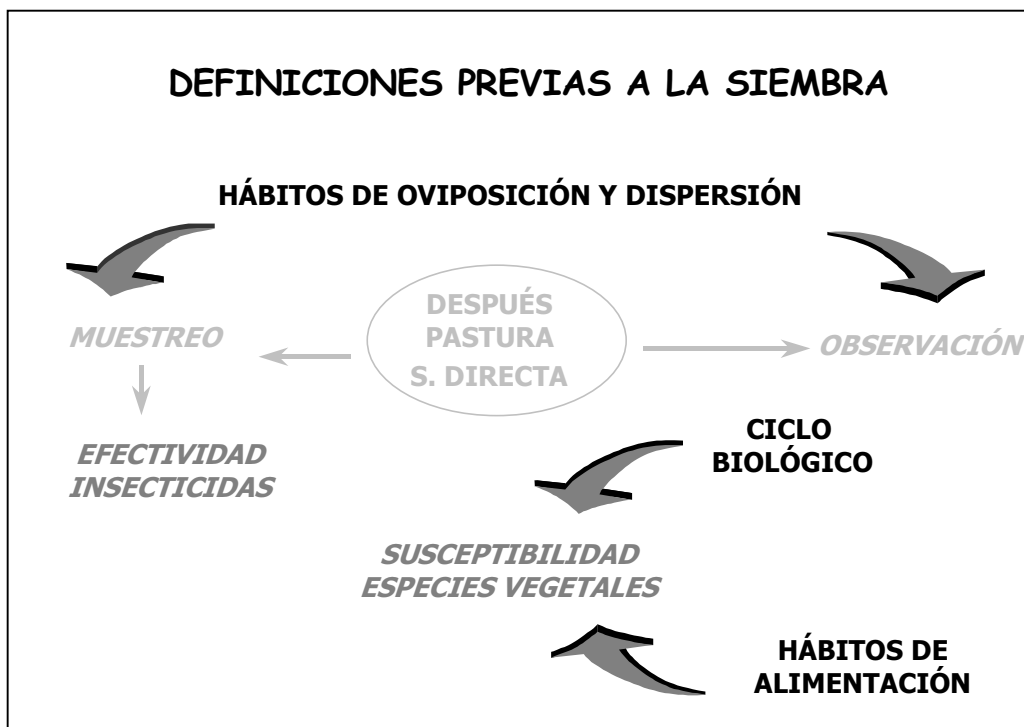 DEFINICIONES PREVIAS A LA SIEMBRA
HÁBITOS DE OVIPOSICIÓN Y DISPERSIÓN
DESPUÉS
PASTURA
S. DIRECTA
MUESTREO
OBSERVACIÓN
EFECTIVIDAD
INSECTICIDAS
CICLO
BIOLÓGICO
SUSCEPTIBILIDAD
ESPECIES VEGETALES
HÁBITOS DE
ALIMENTACIÓN